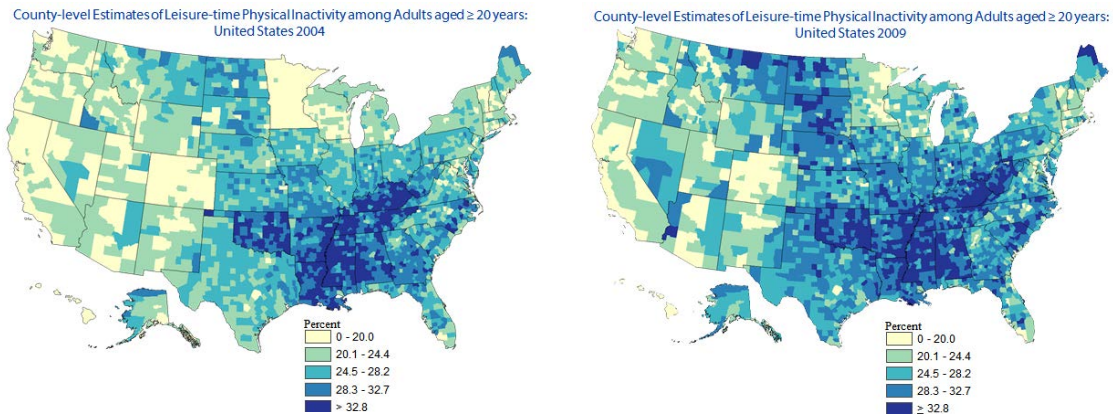 County-level Estimates of Leisure-time Physical Inactivity among Adults aged ≥ 20 years:
United States 2004
Percent
0 - 20.0
20.1 - 24.4
24.5 - 28.2
28.3 - 32.7
≥ 32.8
County-level Estimates of Leisure-time Physical Inactivity among Adults aged ≥ 20 years:
United States 2009
Percent
0 - 20.0
20.1 - 24.4
24.5 - 28.2
28.3 - 32.7
≥ 32.8